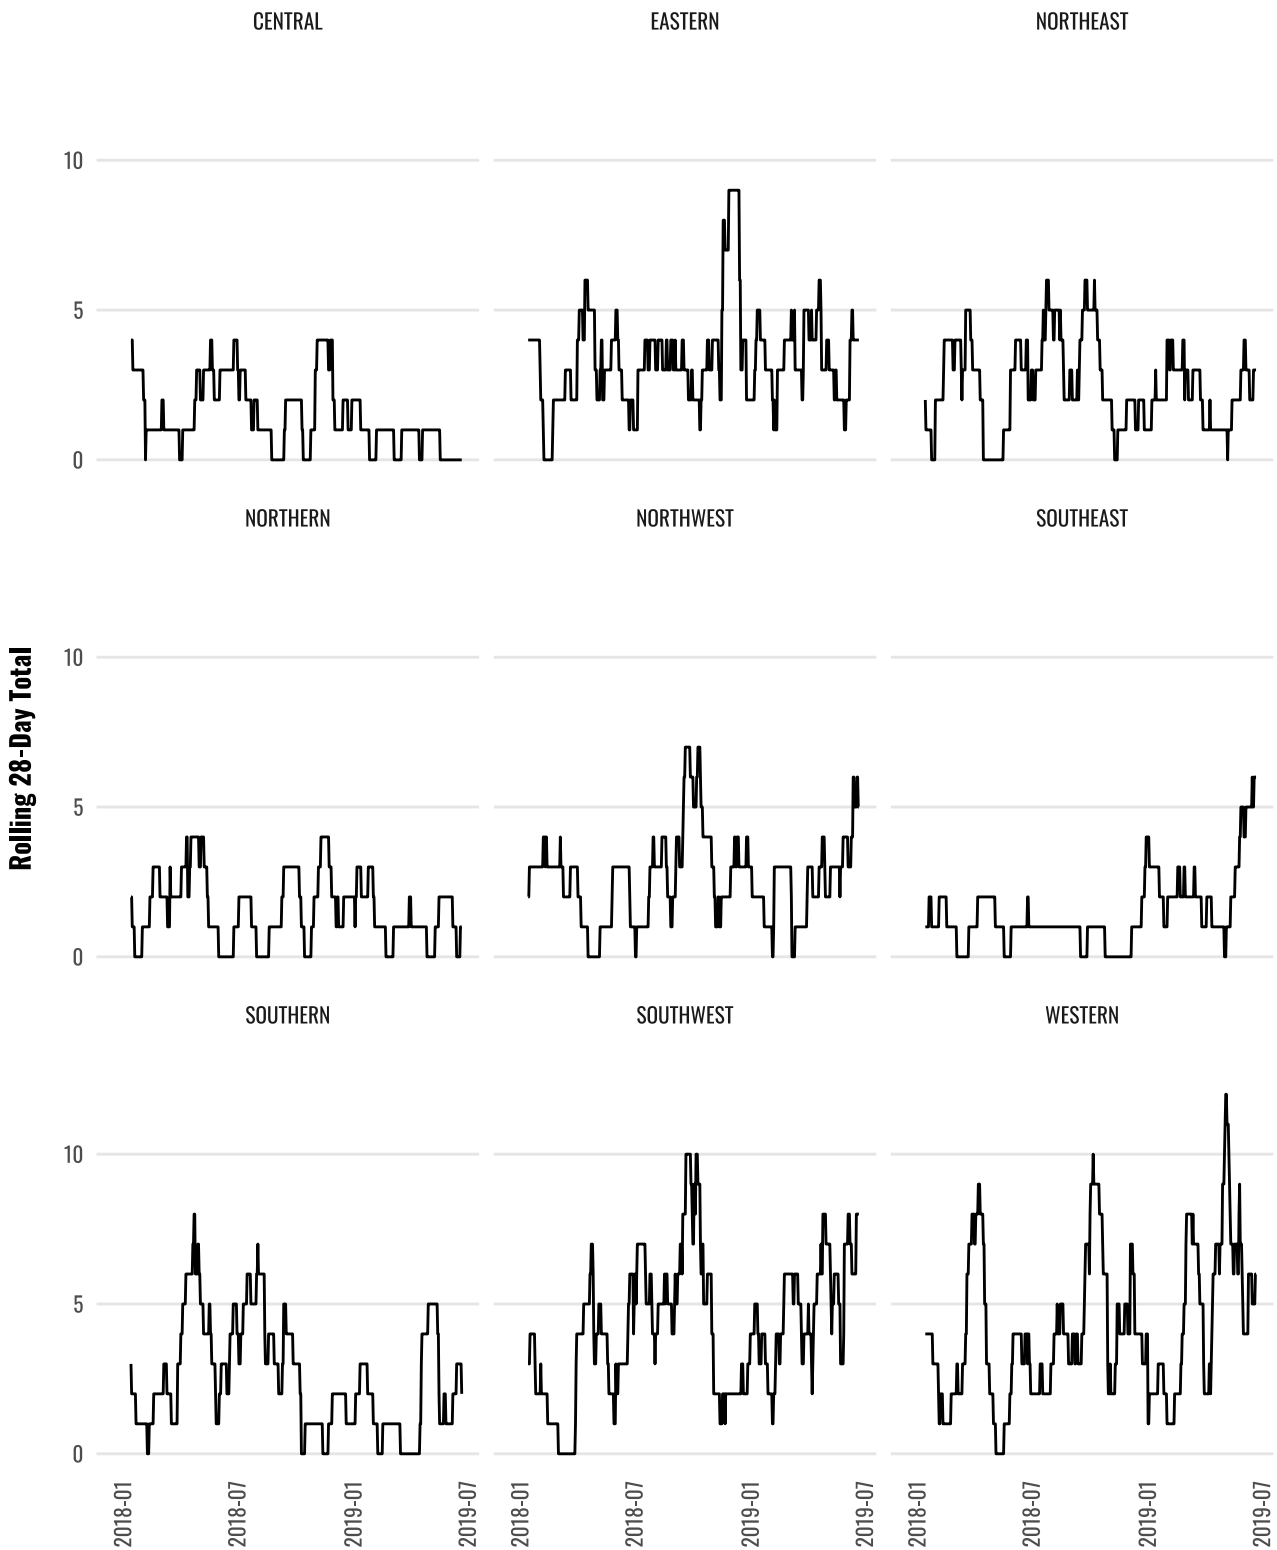 CENTRAL
EASTERN
NORTHEAST
10
5
0
NORTHERN
NORTHWEST
SOUTHEAST
Rolling 28-Day Total
10
5
0
SOUTHERN
SOUTHWEST
WESTERN
10
5
0
2018-01
2018-07
2019-01
2019-07
2018-01
2018-07
2019-01
2019-07
2018-01
2018-07
2019-01
2019-07